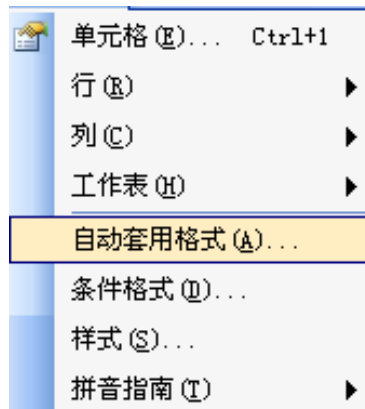 单元格(E)... Ctrl+1
行(R)
列(C)
工作表(H)
自动套用格式(A)...
条件格式(D)...
样式(S)...
拼音指南(T)